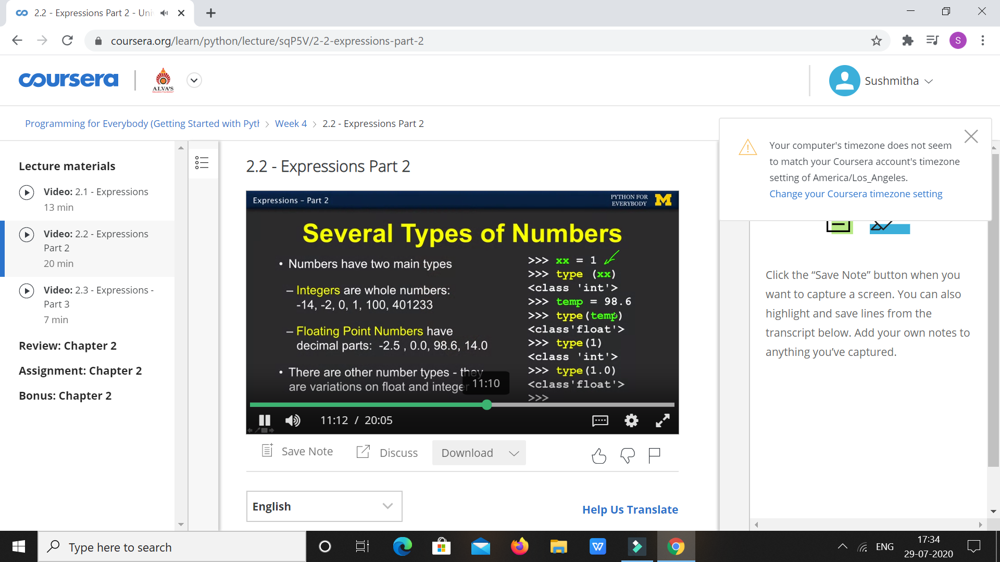 2.2 - Expressions Part 2 - Uni
coursera.org/learn/python/lecture/sqP5V/2-2-expressions-part-2
S
coursera
ALVA'S
Sushmitha
Programming for Everybody (Getting Started with Pyth > Week 4 > 2.2 - Expressions Part 2
Your computer's timezone does not seem
to match your Coursera account's timezone
setting of America/Los_Angeles.
Change your Coursera timezone setting
Lecture materials
Video: 2.1 - Expressions
13 min
Video: 2.2 - Expressions
Part 2
20 min
Video: 2.3 - Expressions -
Part 3
7 min
Review: Chapter 2
Assignment: Chapter 2
Bonus: Chapter 2
2.2 - Expressions Part 2
Expressions – Part 2
PYTHON FOR
EVERYBODY
M
Several Types of Numbers
• Numbers have two main types
– Integers are whole numbers:
-14, -2, 0, 1, 100, 401233
– Floating Point Numbers have
decimal parts: -2.5 , 0.0, 98.6, 14.0
• There are other number types - they
are variations on float and integer
>>> xx = 1
>>> type (xx)
<class 'int'>
>>> temp = 98.6
>>> type(temp)
<class'float'>
>>> type(1)
<class 'int'>
>>> type(1.0)
<class'float'>
>>>
11:10
11:12 / 20:05
Save Note
Discuss
Download
English
Help Us Translate
Click the “Save Note” button when you
want to capture a screen. You can also
highlight and save lines from the
transcript below. Add your own notes to
anything you’ve captured.
Type here to search
ENG
17:34
29-07-2020